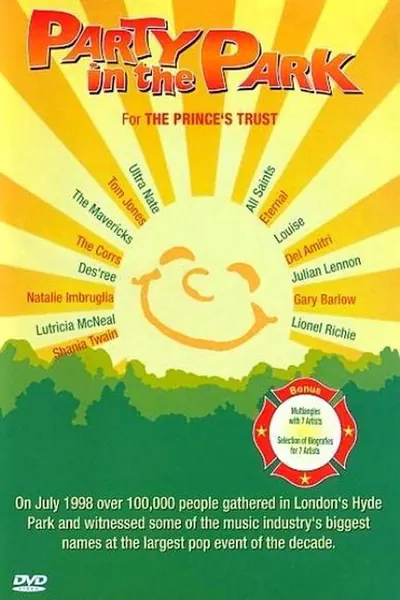 PARTY
in the PARK
For THE PRINCE'S TRUST
Ultra Nate
Tom Jones
The Mavericks
The Corrs
Des'ree
Natalie Imbruglia
Lutricia McNeal
Shania Twain
All Saints
Eternal
Louise
Del Amitri
Julian Lennon
Gary Barlow
Lionel Richie
Bonus
Multiangles
with 7 Artists
Selection of Biografies
for 7 Artists
On July 1998 over 100,000 people gathered in London's Hyde
Park and witnessed some of the music industry's biggest
names at the largest pop event of the decade.
DVD